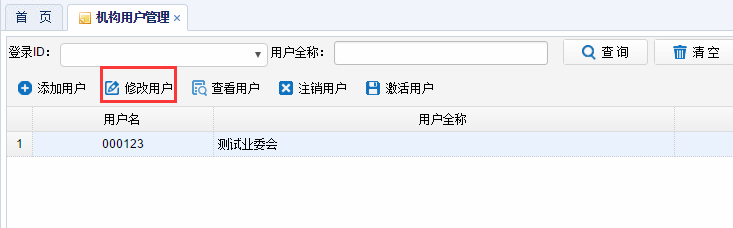 首 页 机构用户管理
登录ID: 用户全称: 查 询 清 空
添加用户 修改用户 查看用户 注销用户 激活用户
用户名 用户全称
1 000123 测试业委会